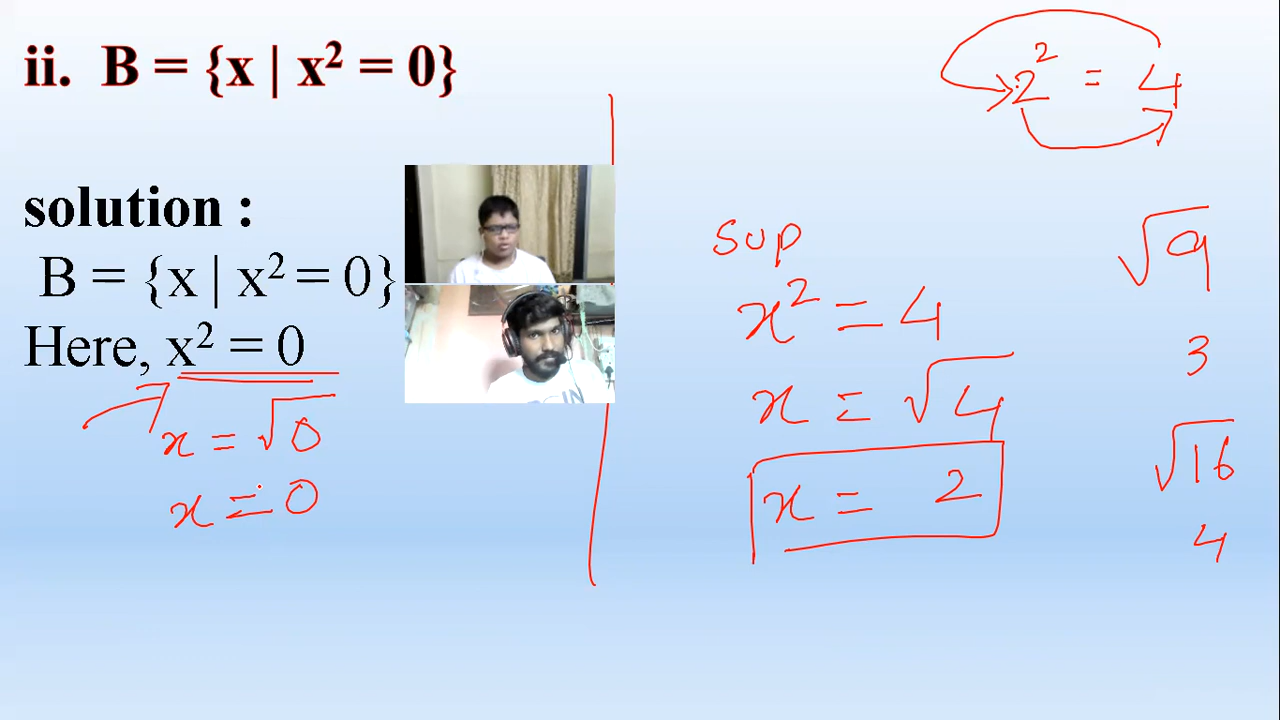 ii. B = {x | x² = 0}
solution :
B = {x | x² = 0}
Here, x² = 0
x = √0
x = 0
2² = 4
sup
x² = 4
x = √4
x = 2
√9
3
√16
4